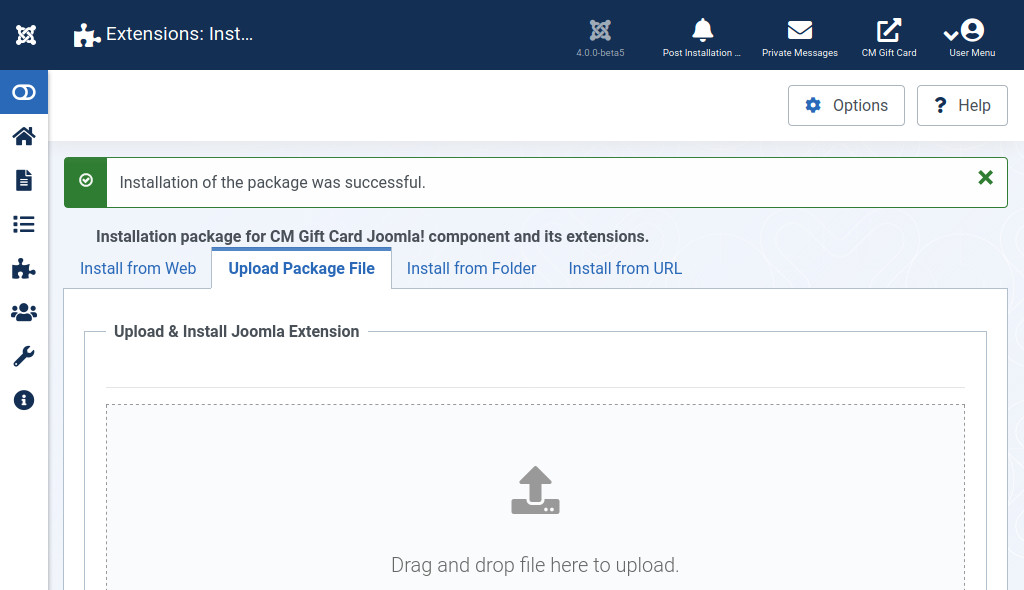 Extensions: Inst...
4.0.0-beta5
Post Installation ...
Private Messages
CM Gift Card
User Menu
Options
? Help
Installation of the package was successful.
Installation package for CM Gift Card Joomla! component and its extensions.
Install from Web
Upload Package File
Install from Folder
Install from URL
Upload & Install Joomla Extension
Drag and drop file here to upload.